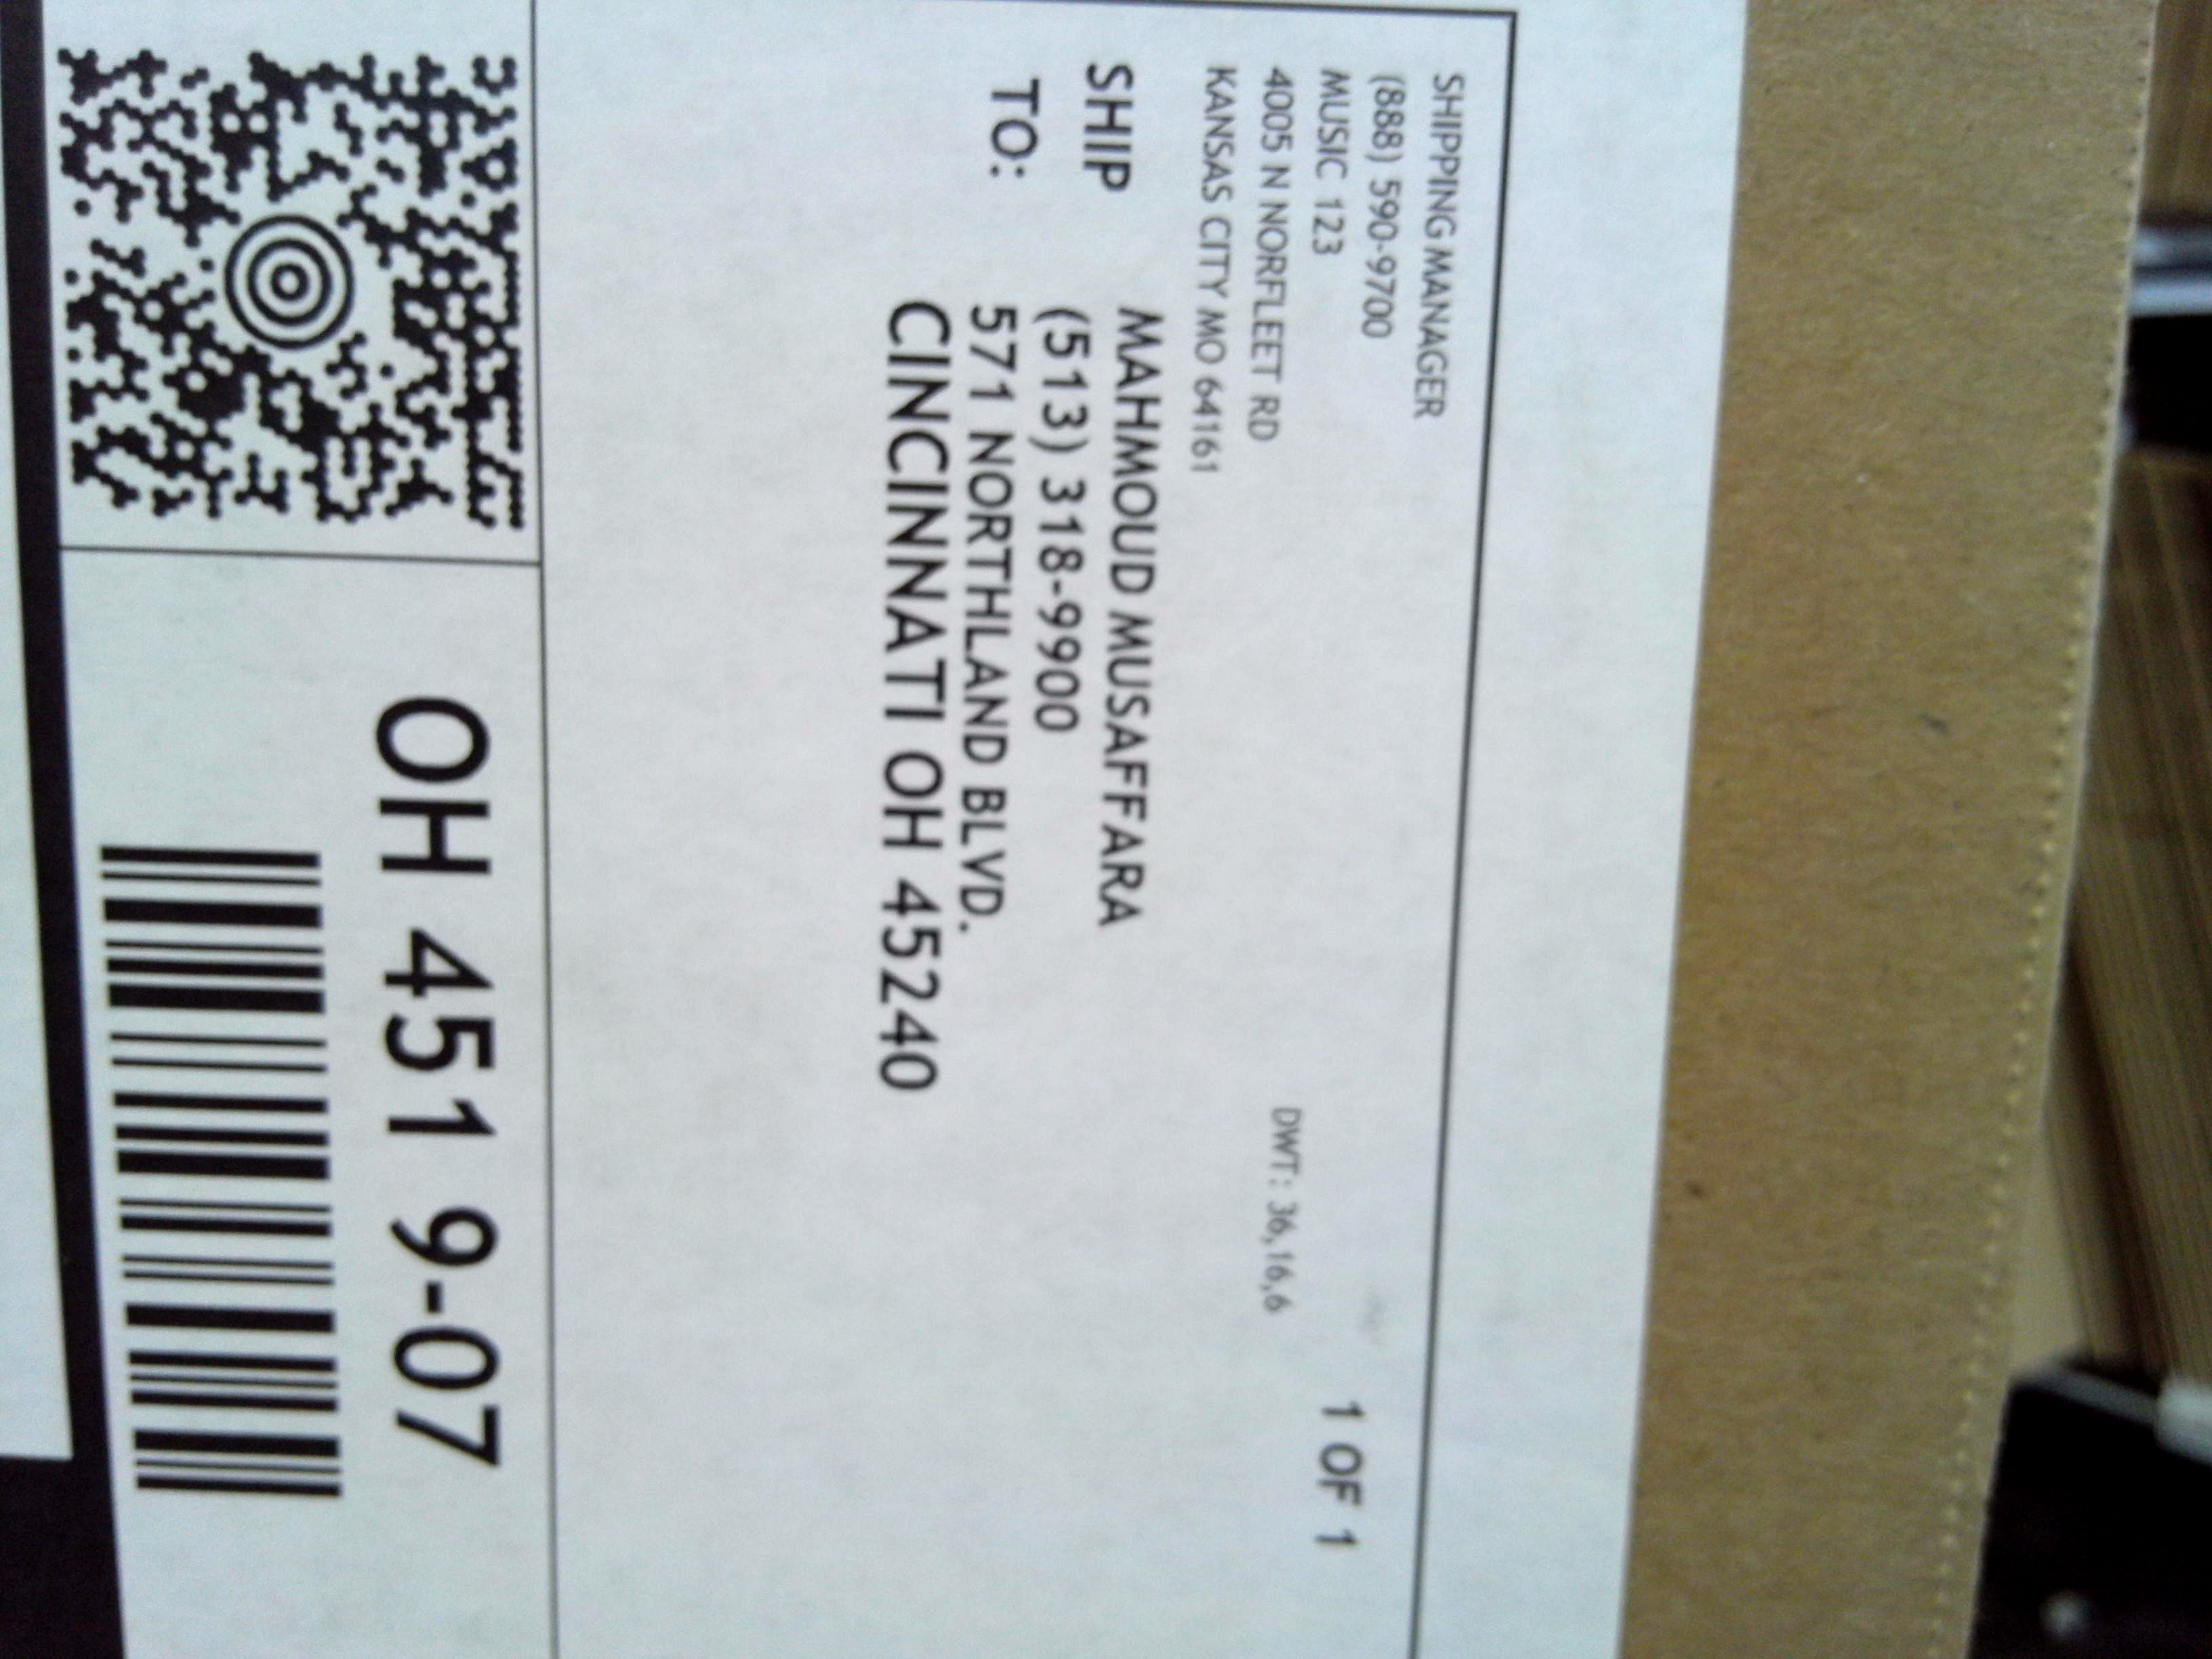 SHIPPING MANAGER
(888) 590-9700
MUSIC 123
4005 N NORFLEET RD
KANSAS CITY MO 64161
1 OF 1
DWT: 36,16,6
SHIP
TO:
MAHMOUD MUSAFFARA
(513) 318-9900
571 NORTHLAND BLVD.
CINCINNATI OH 45240
OH 451 9-07